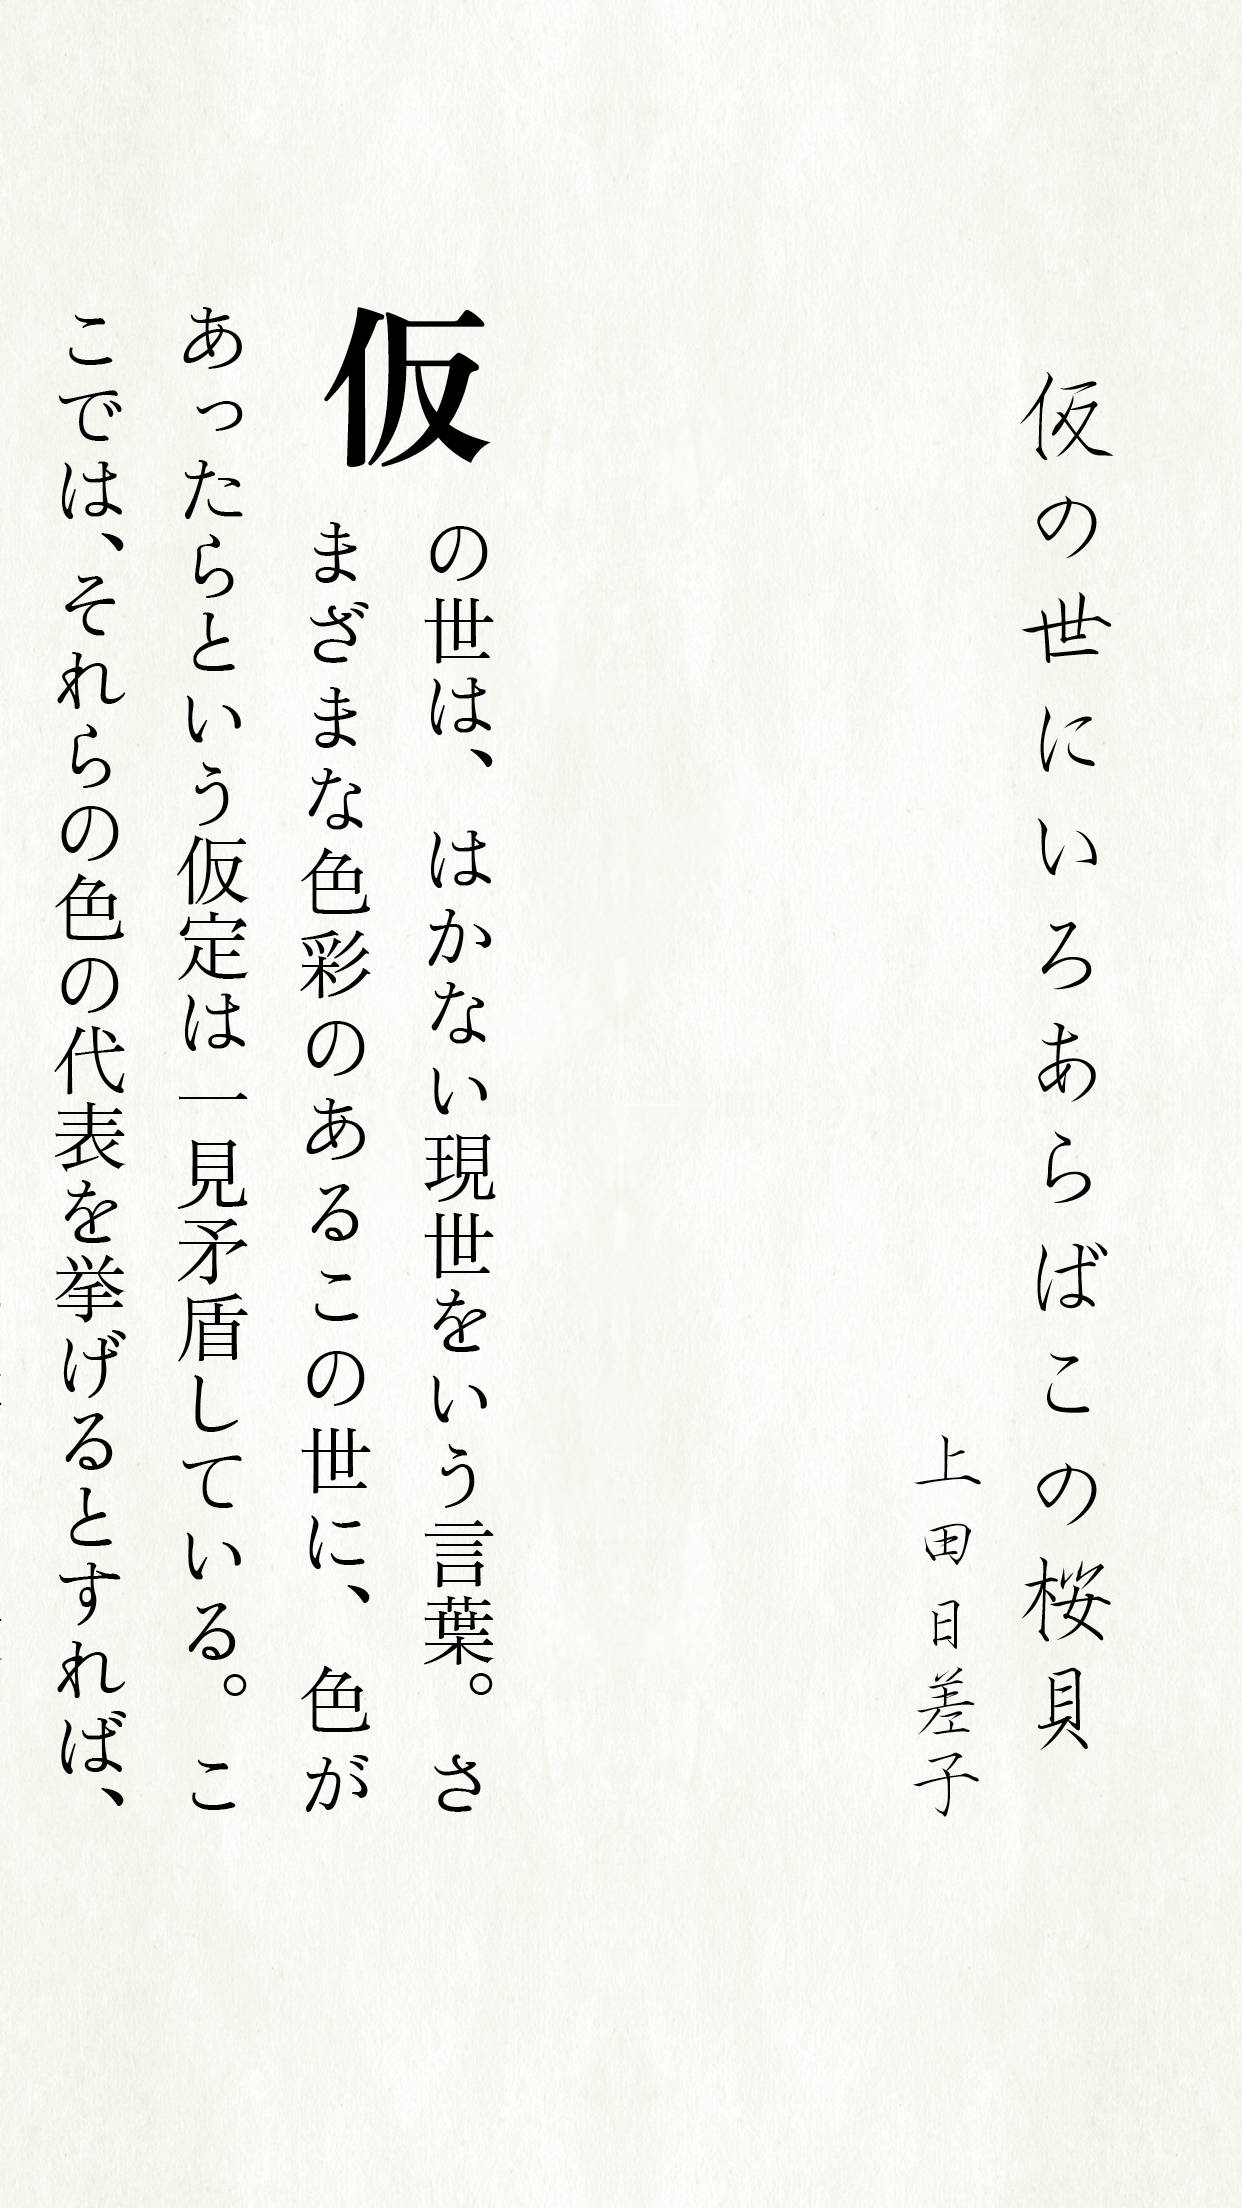 仮の世にいろあらばこの桜貝
上田日差子
仮の世は、はかない現世をいう言葉。さ
まざまな色彩のあるこの世に、色が
あったらという仮定は一見矛盾している。こ
こでは、それらの色の代表を挙げるとすれば、